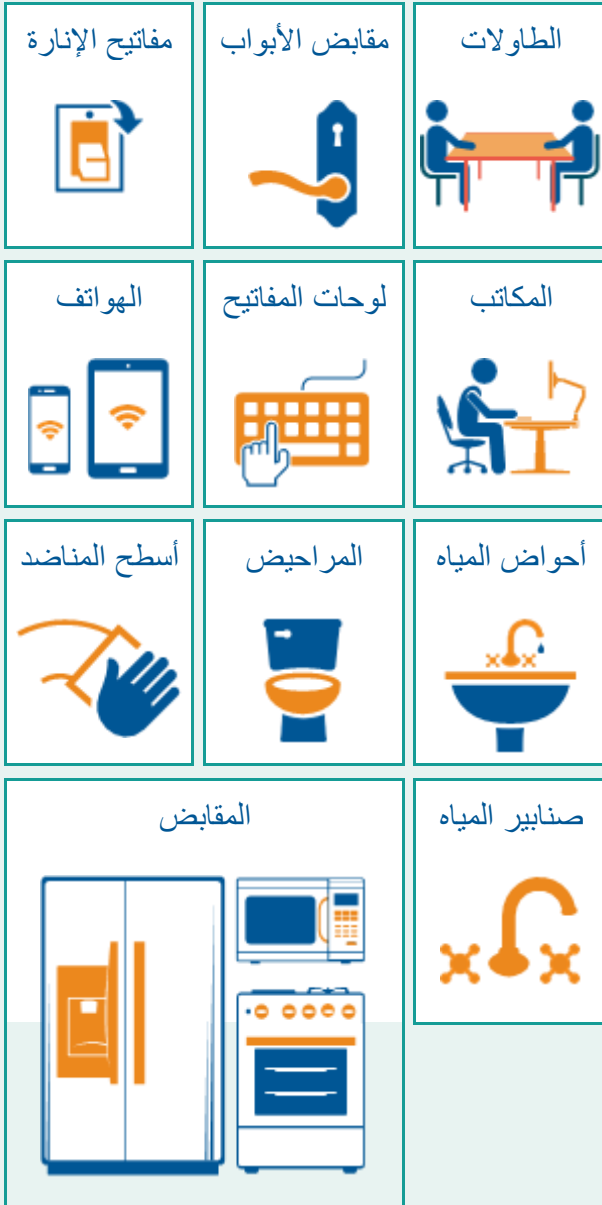 الطاولات
مقابض الأبواب
مفاتيح الإنارة
المكاتب
لوحات المفاتيح
الهواتف
أحواض المياه
المراحيض
أسطح المناضد
صنابير المياه
المقابض